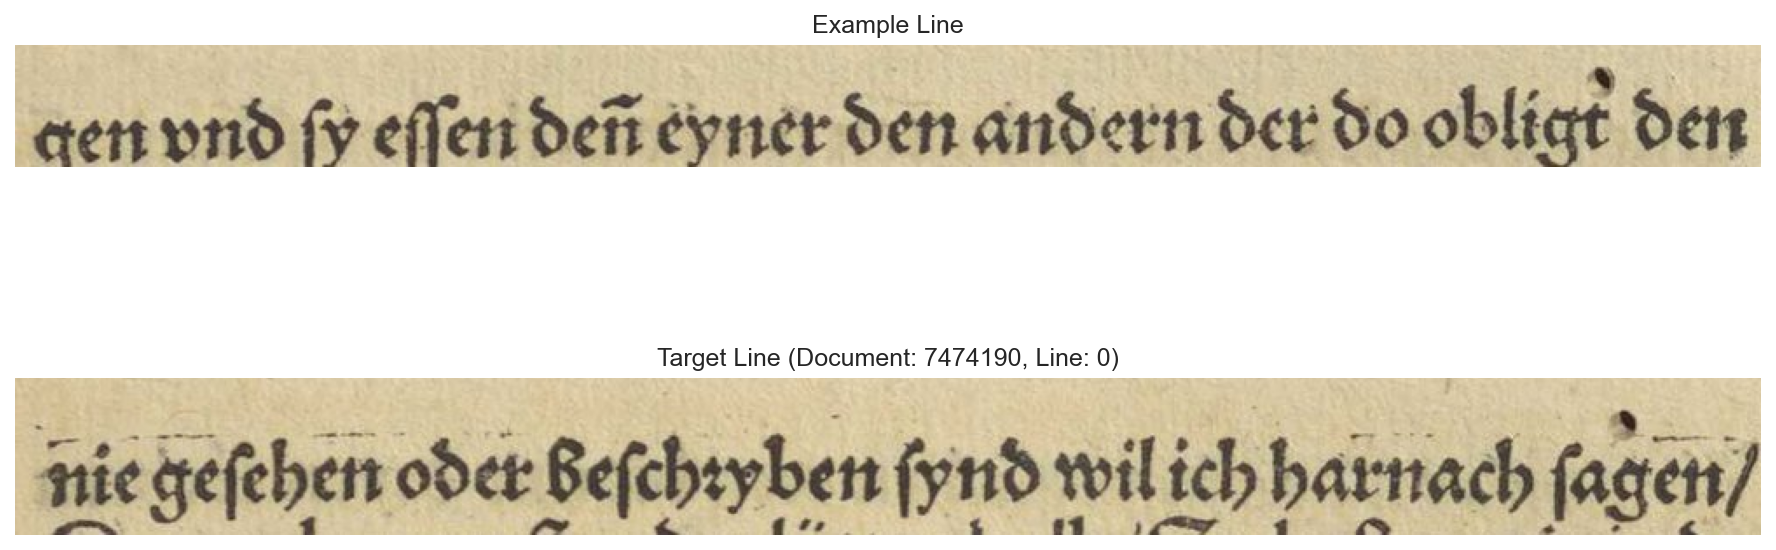 Example Line
gen vnd ſy eſſen deñ eyner den andern der do obligt den
Target Line (Document: 7474190, Line: 0)
nie geſehen oder beſchꝛyben ſynd wil ich harnach ſagen/